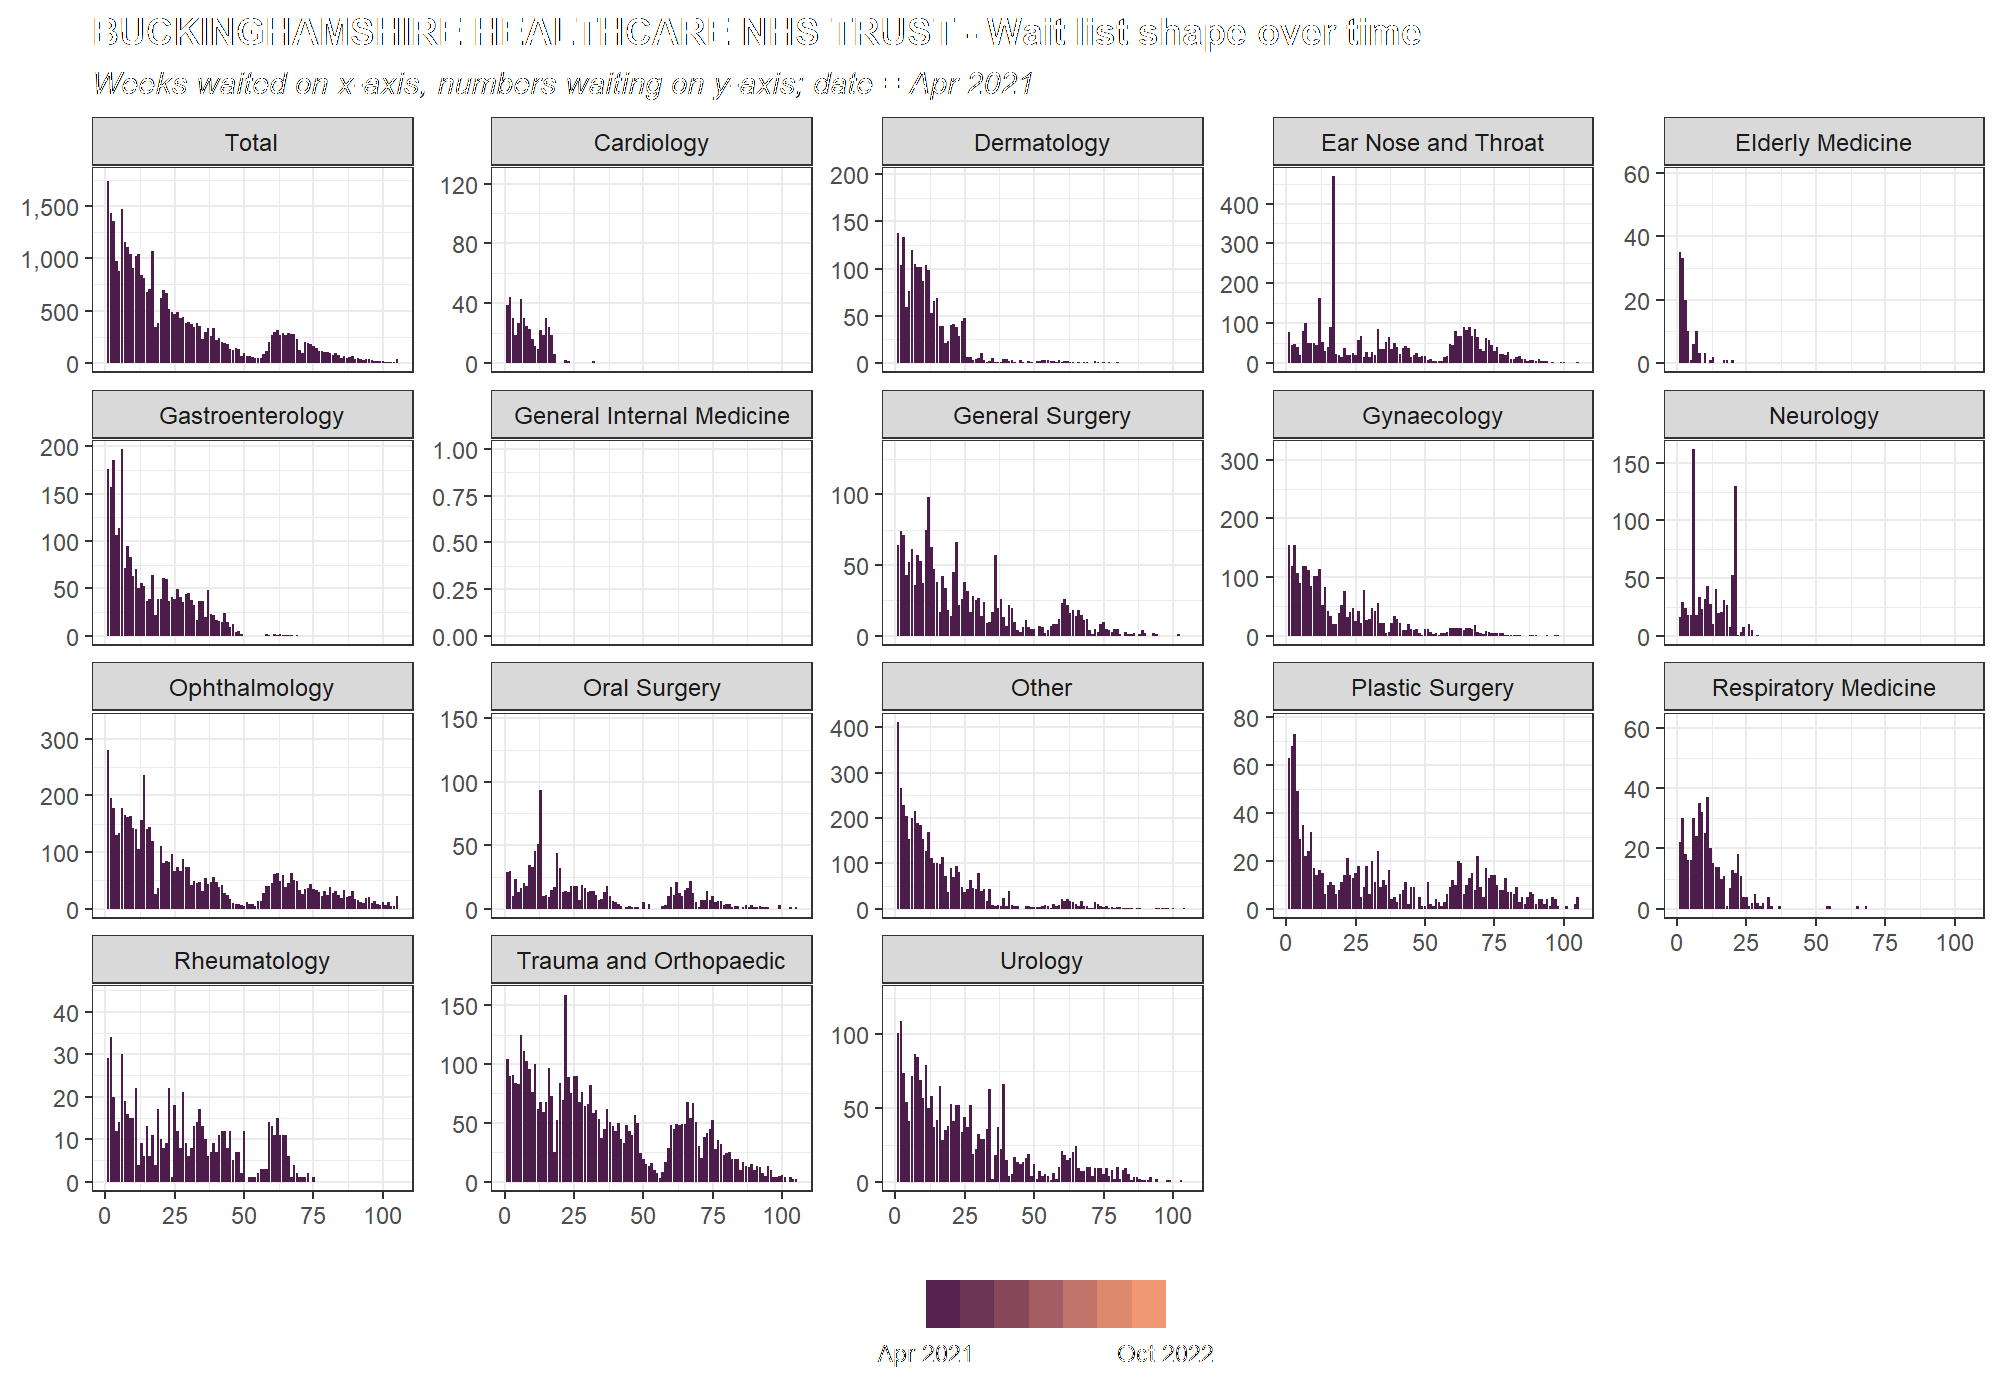 BUCKINGHAMSHIRE HEALTHCARE NHS TRUST - Wait list shape over time
Weeks waited on x-axis, numbers waiting on y-axis; date = Apr 2021
Total
1,500
1,000
500
0
Cardiology
120
80
40
0
Dermatology
200
150
100
50
0
Ear Nose and Throat
400
300
200
100
0
Elderly Medicine
60
40
20
0
Gastroenterology
200
150
100
50
0
General Internal Medicine
1.00
0.75
0.50
0.25
0.00
General Surgery
100
50
0
Gynaecology
300
200
100
0
Neurology
150
100
50
0
Ophthalmology
300
200
100
0
Oral Surgery
150
100
50
0
Other
400
300
200
100
0
Plastic Surgery
80
60
40
20
0
0 25 50 75 100
Respiratory Medicine
60
40
20
0
0 25 50 75 100
Rheumatology
40
30
20
10
0
0 25 50 75 100
Trauma and Orthopaedic
150
100
50
0
0 25 50 75 100
Urology
100
50
0
0 25 50 75 100
Apr 2021 Oct 2022